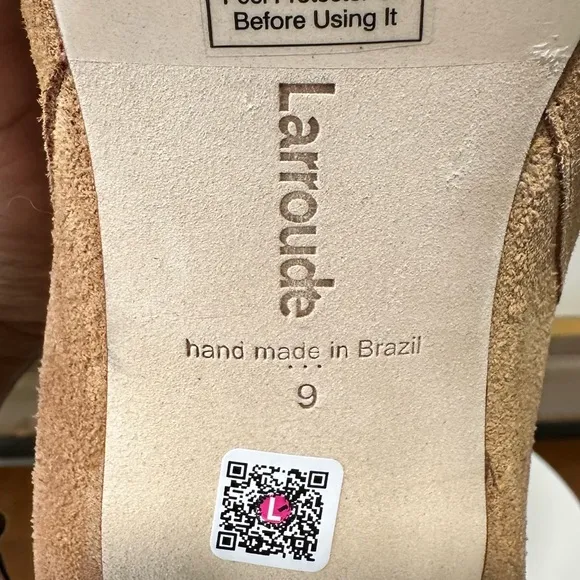 Before Using It
Larroude
hand made in Brazil
9
L